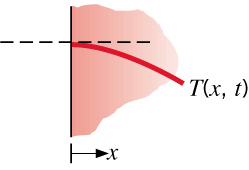 T(x, t)
x